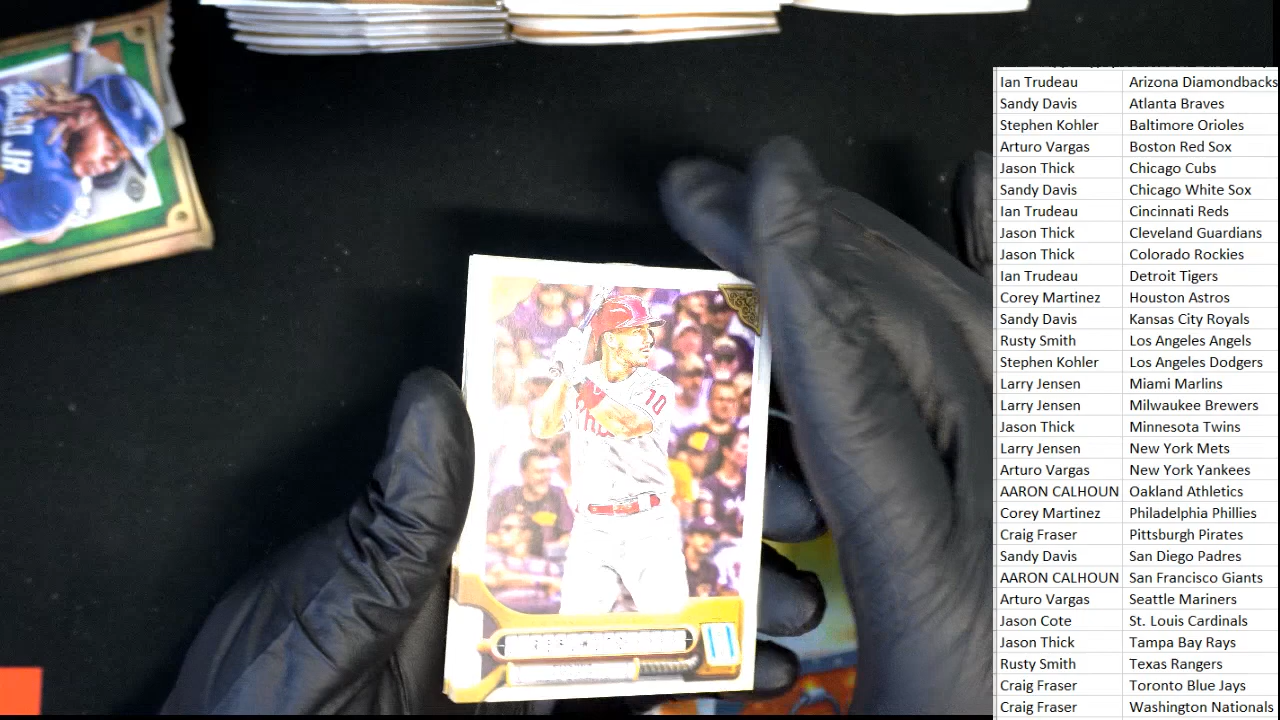 Ian Trudeau Arizona Diamondbacks
Sandy Davis Atlanta Braves
Stephen Kohler Baltimore Orioles
Arturo Vargas Boston Red Sox
Jason Thick Chicago Cubs
Sandy Davis Chicago White Sox
Ian Trudeau Cincinnati Reds
Jason Thick Cleveland Guardians
Jason Thick Colorado Rockies
Ian Trudeau Detroit Tigers
Corey Martinez Houston Astros
Sandy Davis Kansas City Royals
Rusty Smith Los Angeles Angels
Stephen Kohler Los Angeles Dodgers
Larry Jensen Miami Marlins
Larry Jensen Milwaukee Brewers
Jason Thick Minnesota Twins
Larry Jensen New York Mets
Arturo Vargas New York Yankees
AARON CALHOUN Oakland Athletics
Corey Martinez Philadelphia Phillies
Craig Fraser Pittsburgh Pirates
Sandy Davis San Diego Padres
AARON CALHOUN San Francisco Giants
Arturo Vargas Seattle Mariners
Jason Cote St. Louis Cardinals
Jason Thick Tampa Bay Rays
Rusty Smith Texas Rangers
Craig Fraser Toronto Blue Jays
Craig Fraser Washington Nationals
JR
10